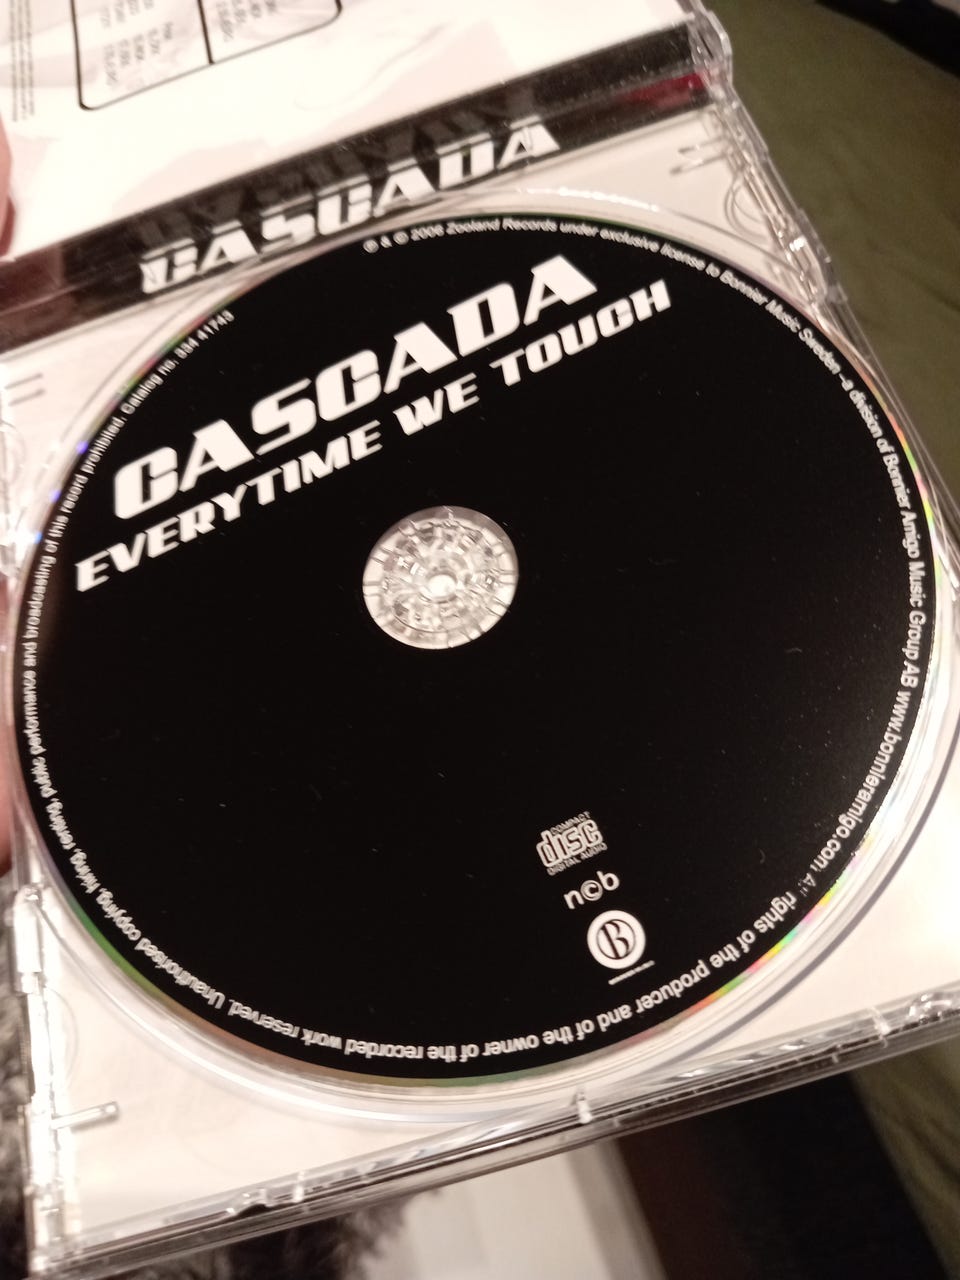 CASCADA
CASCADA
EVERYTIME WE TOUCH
℗ & © 2006 Zooland Records under exclusive license to Bonnier Music Sweden - a division of Bonnier Amigo Music Group AB www.bonnieramigo.com All rights of the producer and of the owner of the recorded work reserved. Unauthorised copying, hiring, renting, public performance and broadcasting of this record prohibited. Catalog no. 334 41743
COMPACT
disc
DIGITAL AUDIO
n©b
B